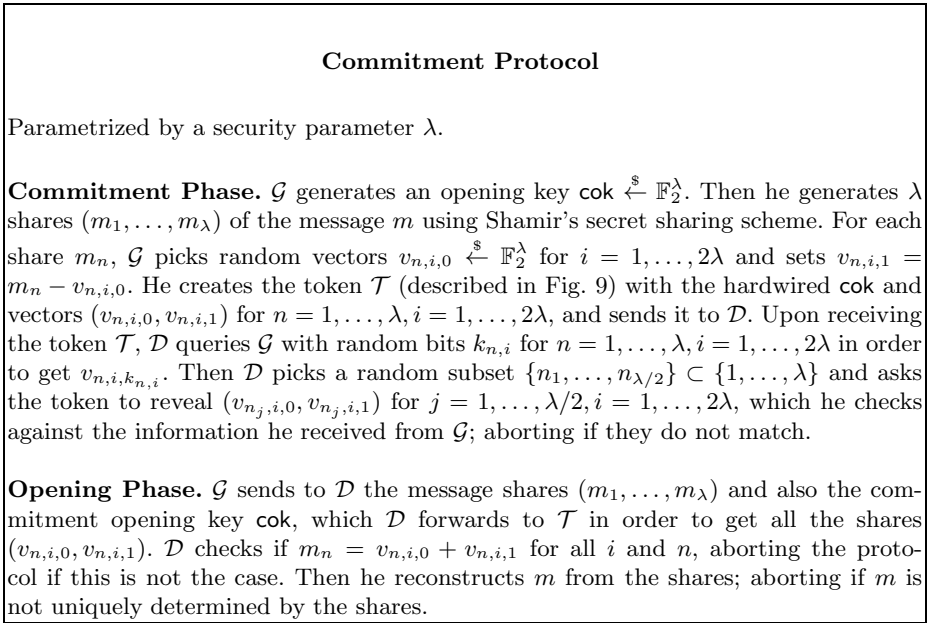 Commitment Protocol
Parametrized by a security parameter λ.
Commitment Phase. 𝒢 generates an opening key cok ←$ 𝔽₂^λ. Then he generates λ
shares (m₁, . . . , m_λ) of the message m using Shamir's secret sharing scheme. For each
share m_n, 𝒢 picks random vectors v_{n,i,0} ←$ 𝔽₂^λ for i = 1, . . . , 2λ and sets v_{n,i,1} =
m_n − v_{n,i,0}. He creates the token 𝒯 (described in Fig. 9) with the hardwired cok and
vectors (v_{n,i,0}, v_{n,i,1}) for n = 1, . . . , λ, i = 1, . . . , 2λ, and sends it to 𝒟. Upon receiving
the token 𝒯, 𝒟 queries 𝒢 with random bits k_{n,i} for n = 1, . . . , λ, i = 1, . . . , 2λ in order
to get v_{n,i,k_{n,i}}. Then 𝒟 picks a random subset {n₁, . . . , n_{λ/2}} ⊂ {1, . . . , λ} and asks
the token to reveal (v_{n_j,i,0}, v_{n_j,i,1}) for j = 1, . . . , λ/2, i = 1, . . . , 2λ, which he checks
against the information he received from 𝒢; aborting if they do not match.
Opening Phase. 𝒢 sends to 𝒟 the message shares (m₁, . . . , m_λ) and also the com-
mitment opening key cok, which 𝒟 forwards to 𝒯 in order to get all the shares
(v_{n,i,0}, v_{n,i,1}). 𝒟 checks if m_n = v_{n,i,0} + v_{n,i,1} for all i and n, aborting the proto-
col if this is not the case. Then he reconstructs m from the shares; aborting if m is
not uniquely determined by the shares.